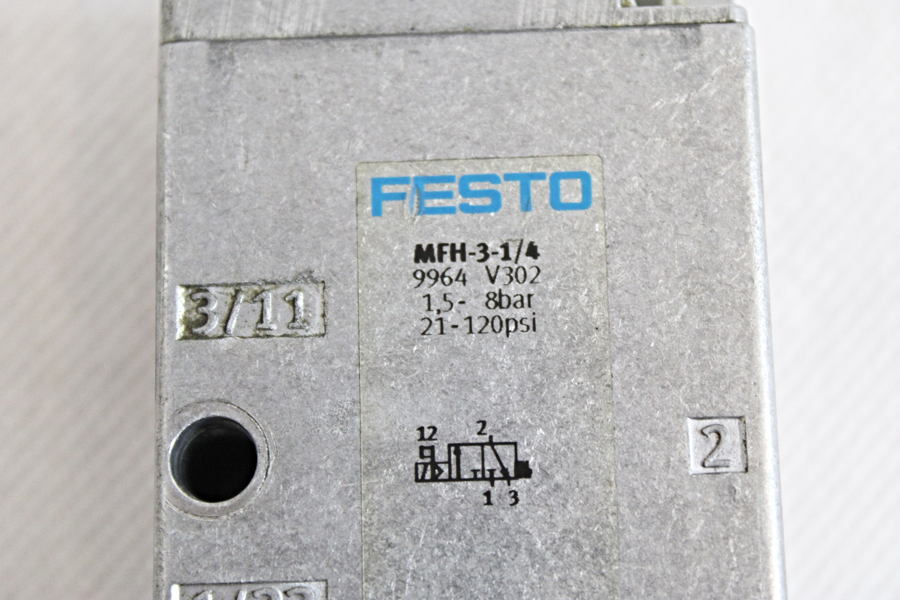 FESTO
MFH-3-1/4
9964 V302
1,5- 8bar
21-120psi
3/11
2
12 2
1 3